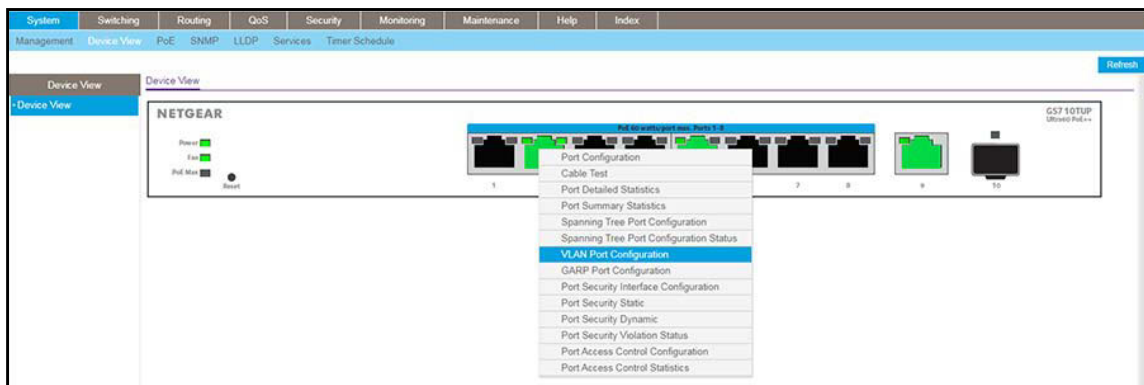 System Switching Routing QoS Security Monitoring Maintenance Help Index
Management Device View PoE SNMP LLDP Services Timer Schedule
Refresh
Device View
Device View
Device View
NETGEAR
GS710TUP
Ultra60 PoE++
PoE 60 watts/port max. Ports 1-8
Power
Fan
PoE Max
Reset
1 7 8 9 10
Port Configuration
Cable Test
Port Detailed Statistics
Port Summary Statistics
Spanning Tree Port Configuration
Spanning Tree Port Configuration Status
VLAN Port Configuration
GARP Port Configuration
Port Security Interface Configuration
Port Security Static
Port Security Dynamic
Port Security Violation Status
Port Access Control Configuration
Port Access Control Statistics